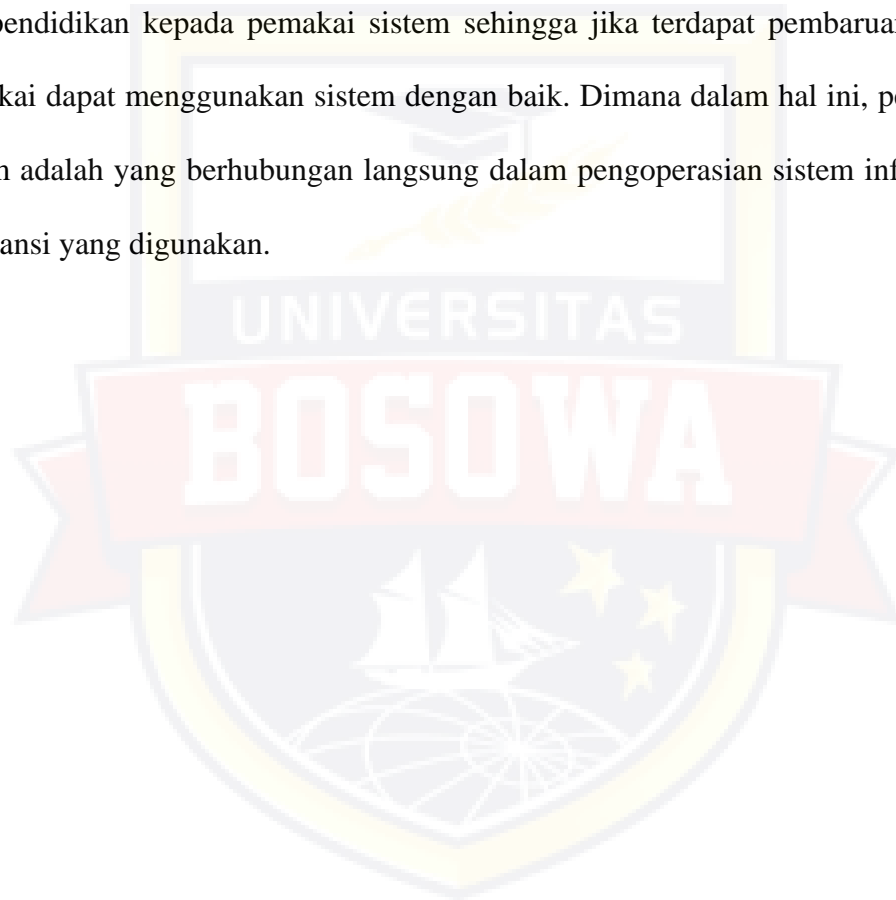 pendidikan kepada pemakai sistem sehingga jika terdapat pembaruan
kai dapat menggunakan sistem dengan baik. Dimana dalam hal ini, pe
n adalah yang berhubungan langsung dalam pengoperasian sistem inf
ansi yang digunakan.
UNIVERSITAS
BOSOWA